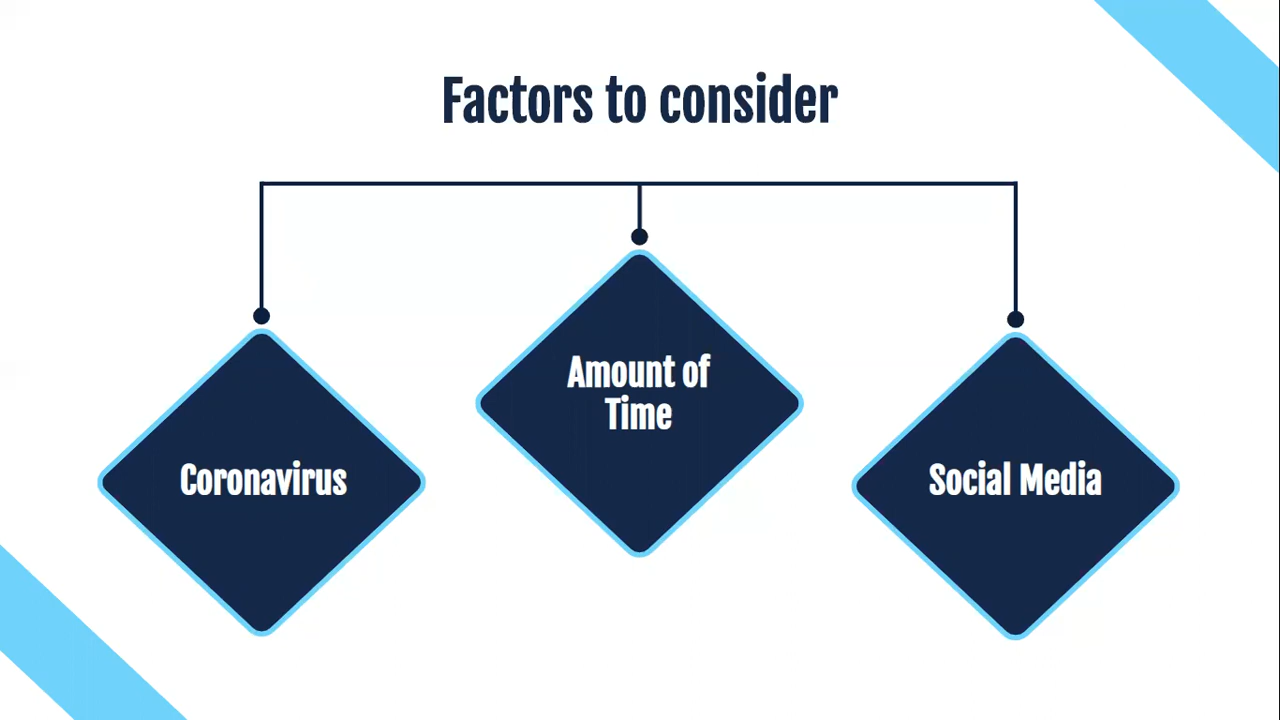 Factors to consider
Coronavirus
Amount of
Time
Social Media